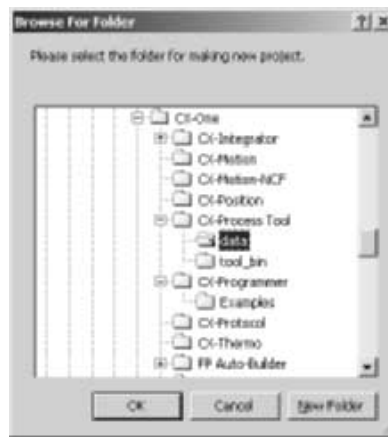 Browse For Folder
Please select the folder for making new project.
CX-One
CX-Integrator
CX-Motion
CX-Motion-NCF
CX-Position
CX-Process Tool
data
tool_bin
CX-Programmer
Examples
CX-Protocol
CX-Thermo
FP Auto-Builder
OK
Cancel
New Folder